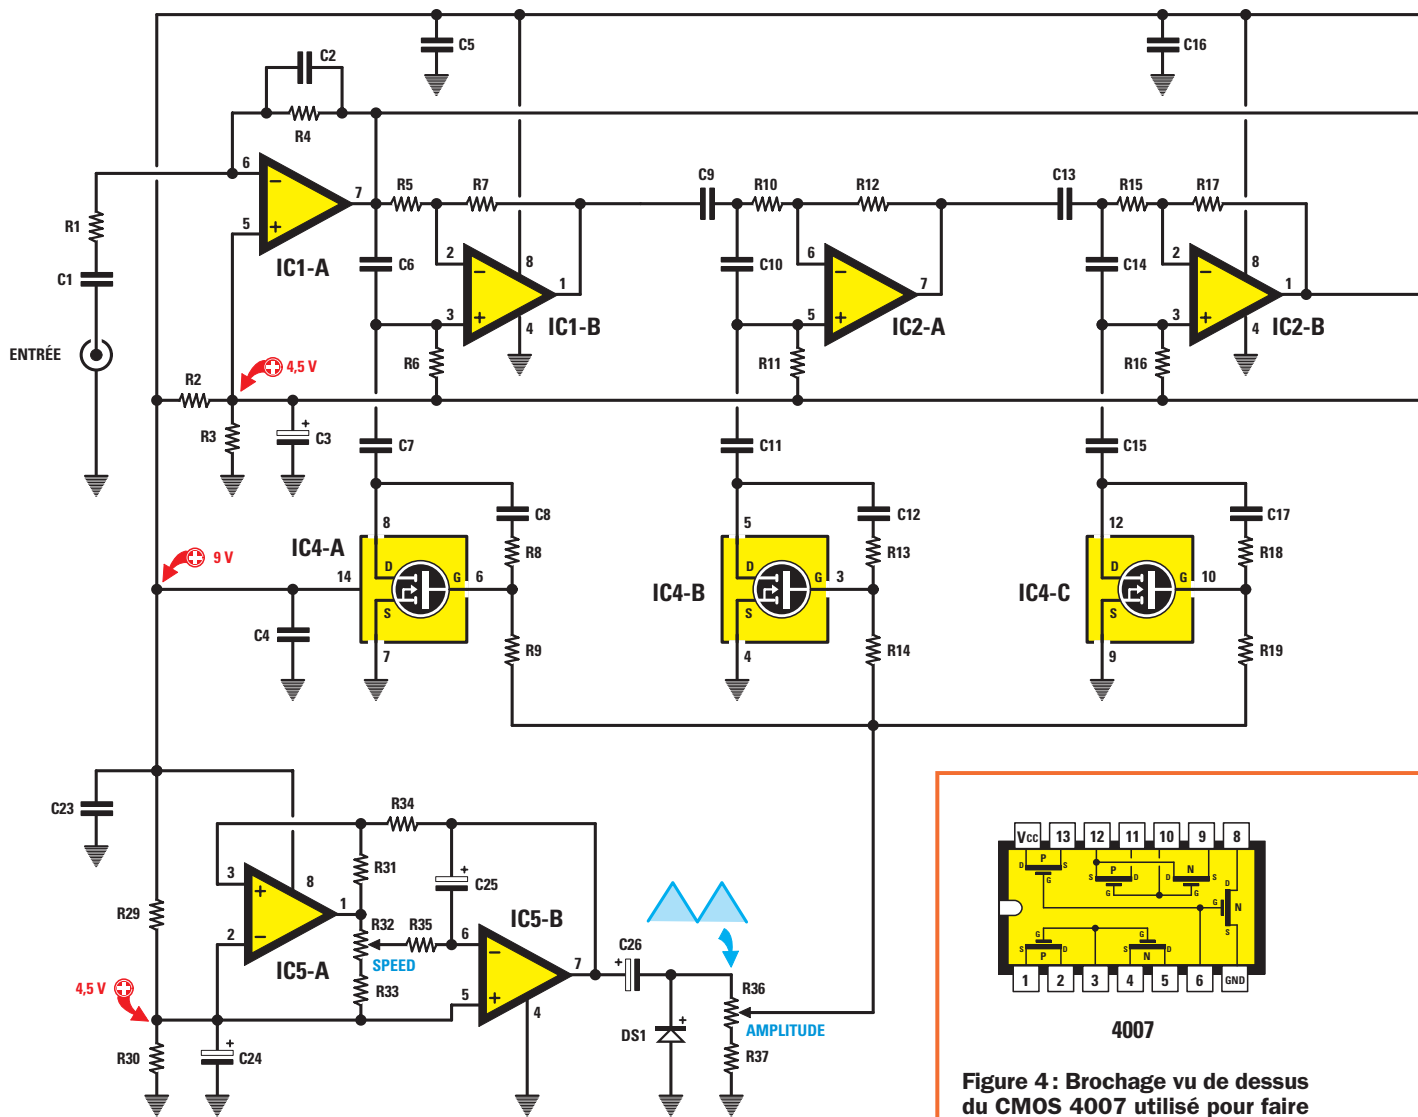 C5
C16
C2
R4
6
7
5
IC1-A
R1
C1
ENTRÉE
R5
R7
2
8
1
3
4
IC1-B
C6
R6
C9
R10
R12
C10
6
7
5
IC2-A
R11
C13
R15
R17
C14
2
8
1
3
4
IC2-B
R16
4,5 V
R2
R3
+
C3
C7
C11
C15
8
C8
IC4-A
R8
14
D
G
6
S
7
R9
9 V
C4
5
C12
R13
IC4-B
D
G
3
S
4
R14
12
C17
R18
IC4-C
D
G
10
S
9
R19
C23
R29
R34
3
8
1
2
IC5-A
R31
R32
SPEED
R33
R35
+
C25
IC5-B
6
7
5
4
4,5 V
R30
+
C24
C26
+
DS1
+
R36
AMPLITUDE
R37
Vcc
13
12
11
10
9
8
D
P
S
G
S
P
D
N
S
G
G
D
G
N
S
S
G
D
P
G
S
D
N
1
2
3
4
5
6
GND
4007
Figure 4 : Brochage vu de dessus
du CMOS 4007 utilisé pour faire